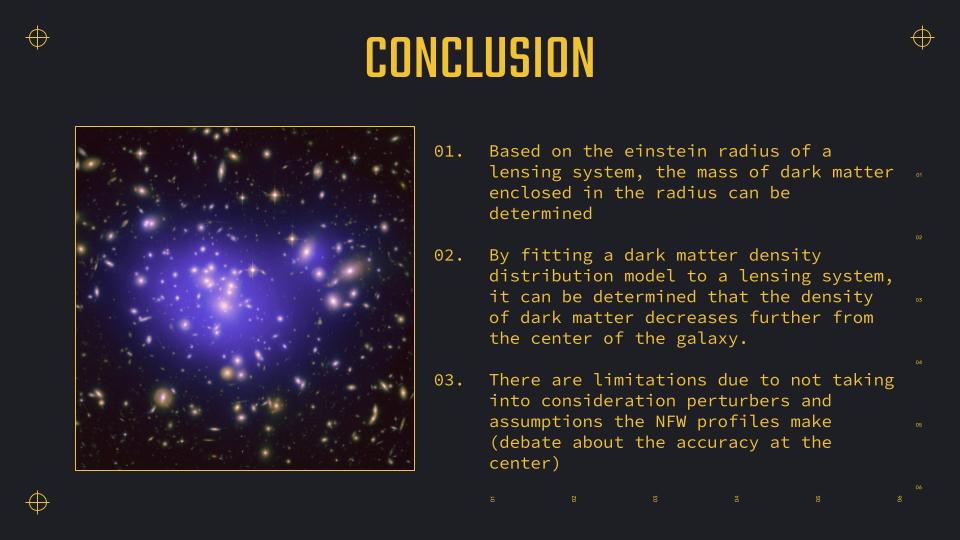 CONCLUSION
01. Based on the einstein radius of a
lensing system, the mass of dark matter
enclosed in the radius can be
determined
02. By fitting a dark matter density
distribution model to a lensing system,
it can be determined that the density
of dark matter decreases further from
the center of the galaxy.
03. There are limitations due to not taking
into consideration perturbers and
assumptions the NFW profiles make
(debate about the accuracy at the
center)
01
02
03
04
05
06
01
02
03
04
05
06